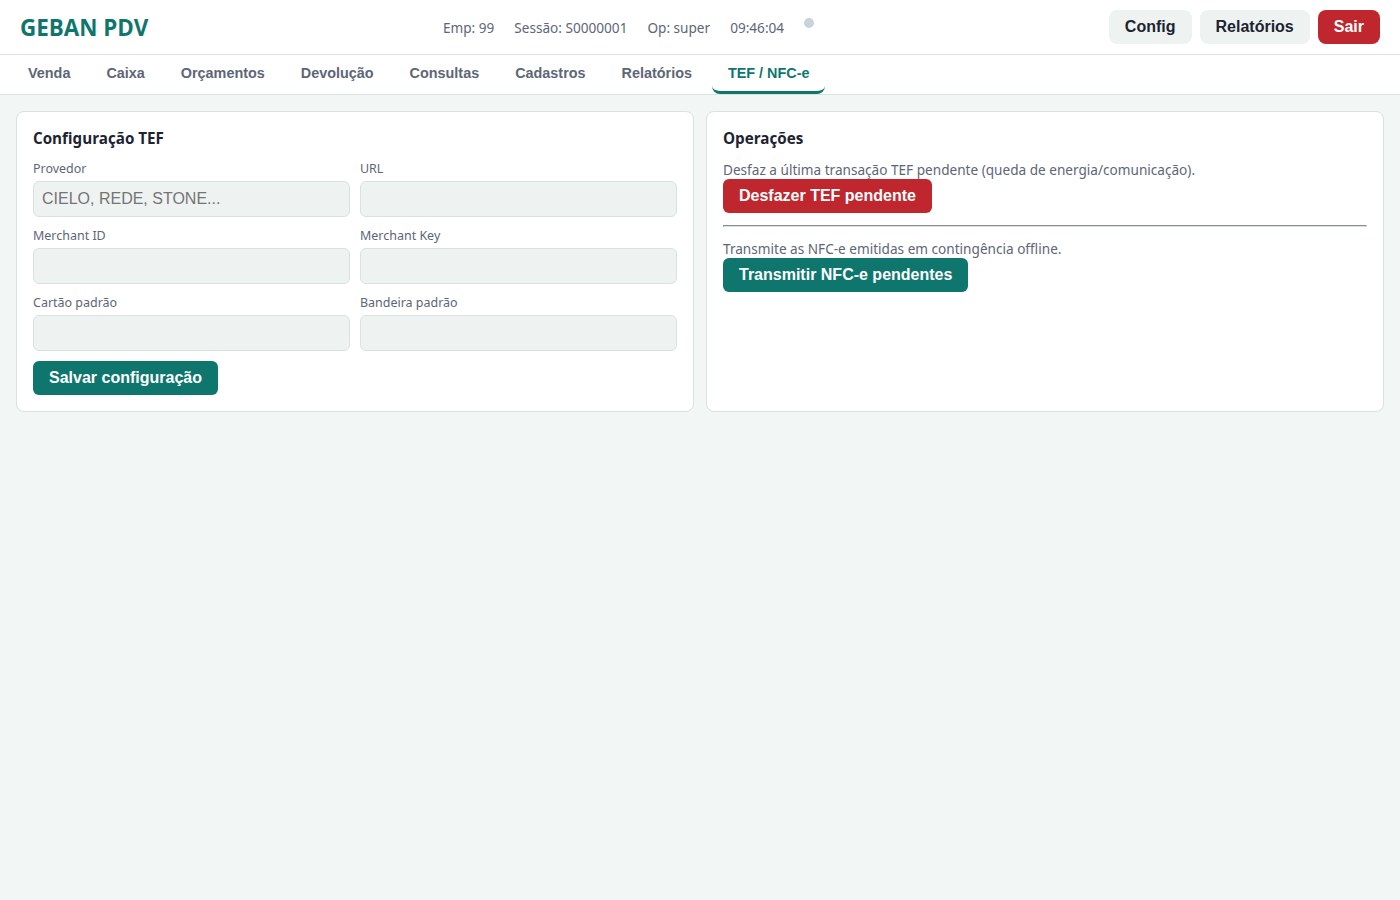 GEBAN PDV
Emp: 99 Sessão: S0000001 Op: super 09:46:04
Config Relatórios Sair
Venda Caixa Orçamentos Devolução Consultas Cadastros Relatórios TEF / NFC-e
Configuração TEF
Provedor URL
CIELO, REDE, STONE...
Merchant ID Merchant Key
Cartão padrão Bandeira padrão
Salvar configuração
Operações
Desfaz a última transação TEF pendente (queda de energia/comunicação).
Desfazer TEF pendente
Transmite as NFC-e emitidas em contingência offline.
Transmitir NFC-e pendentes